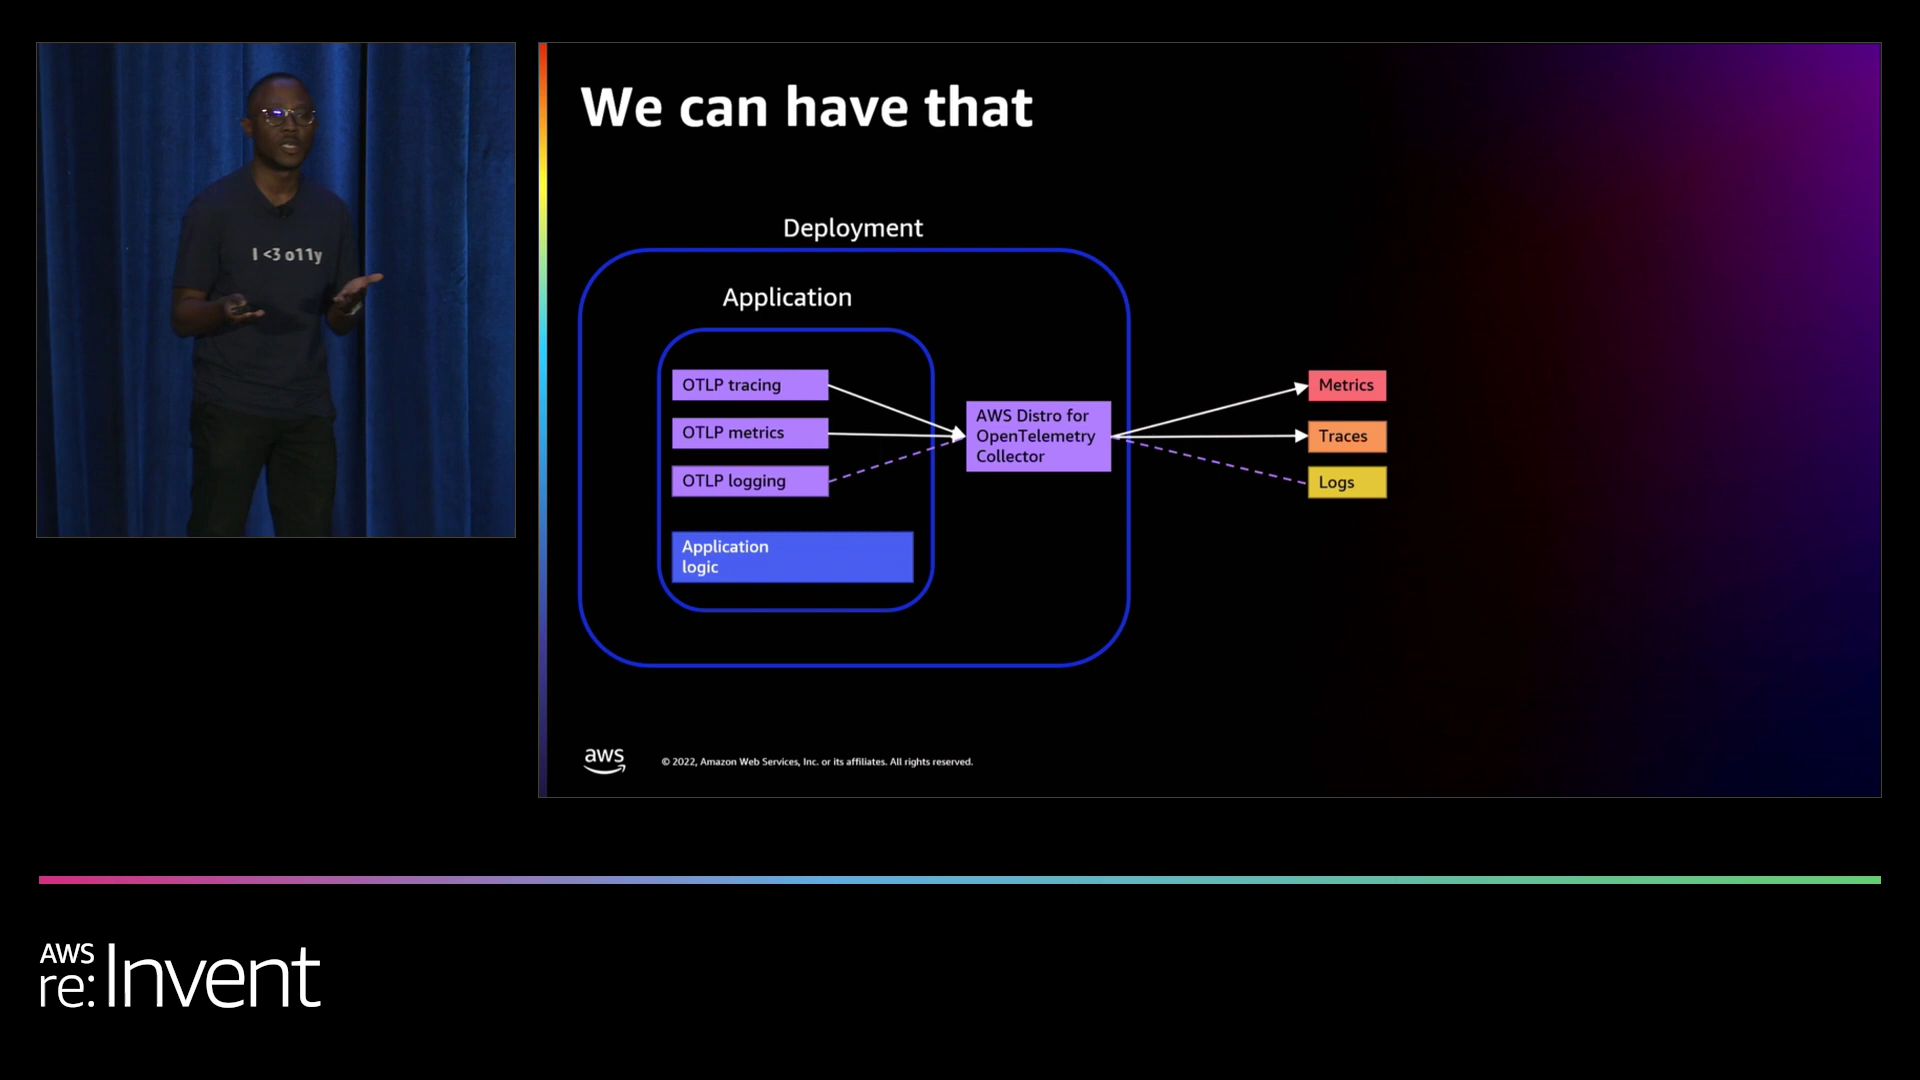 I <3 o11y
We can have that
Deployment
Application
OTLP tracing
OTLP metrics
OTLP logging
Application
logic
AWS Distro for
OpenTelemetry
Collector
Metrics
Traces
Logs
aws
© 2022, Amazon Web Services, Inc. or its affiliates. All rights reserved.
AWS
re:Invent